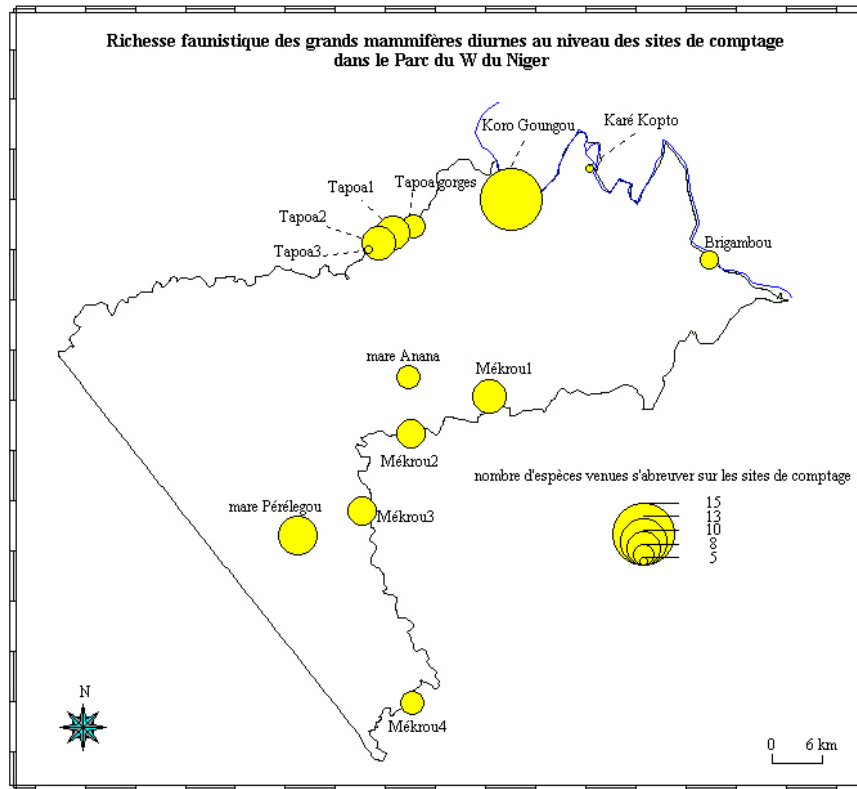 Richesse faunistique des grands mammifères diurnes au niveau des sites de comptage
dans le Parc du W du Niger
Koro Goungou
Karé Kopto
Tapoa1
Tapoa gorges
Tapoa2
Tapoa3
Brigambou
mare Anana
Mékrou1
Mékrou2
nombre d'espèces venues s'abreuver sur les sites de comptage
mare Pérélegou
Mékrou3
15
13
10
8
5
N
Mékrou4
0 6 km